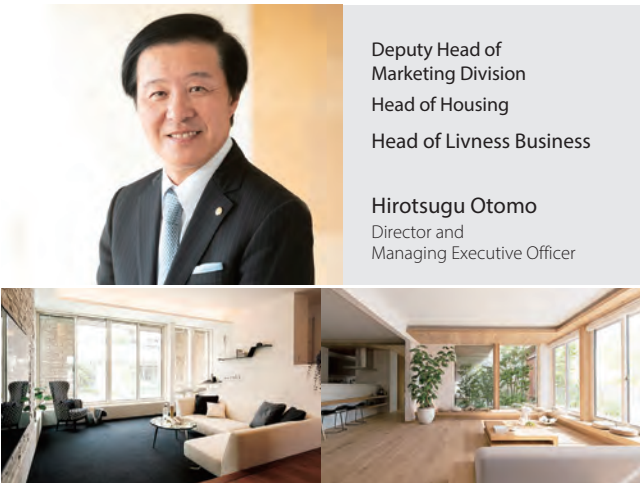 Deputy Head of
Marketing Division
Head of Housing
Head of Livness Business
Hirotsugu Otomo
Director and
Managing Executive Officer